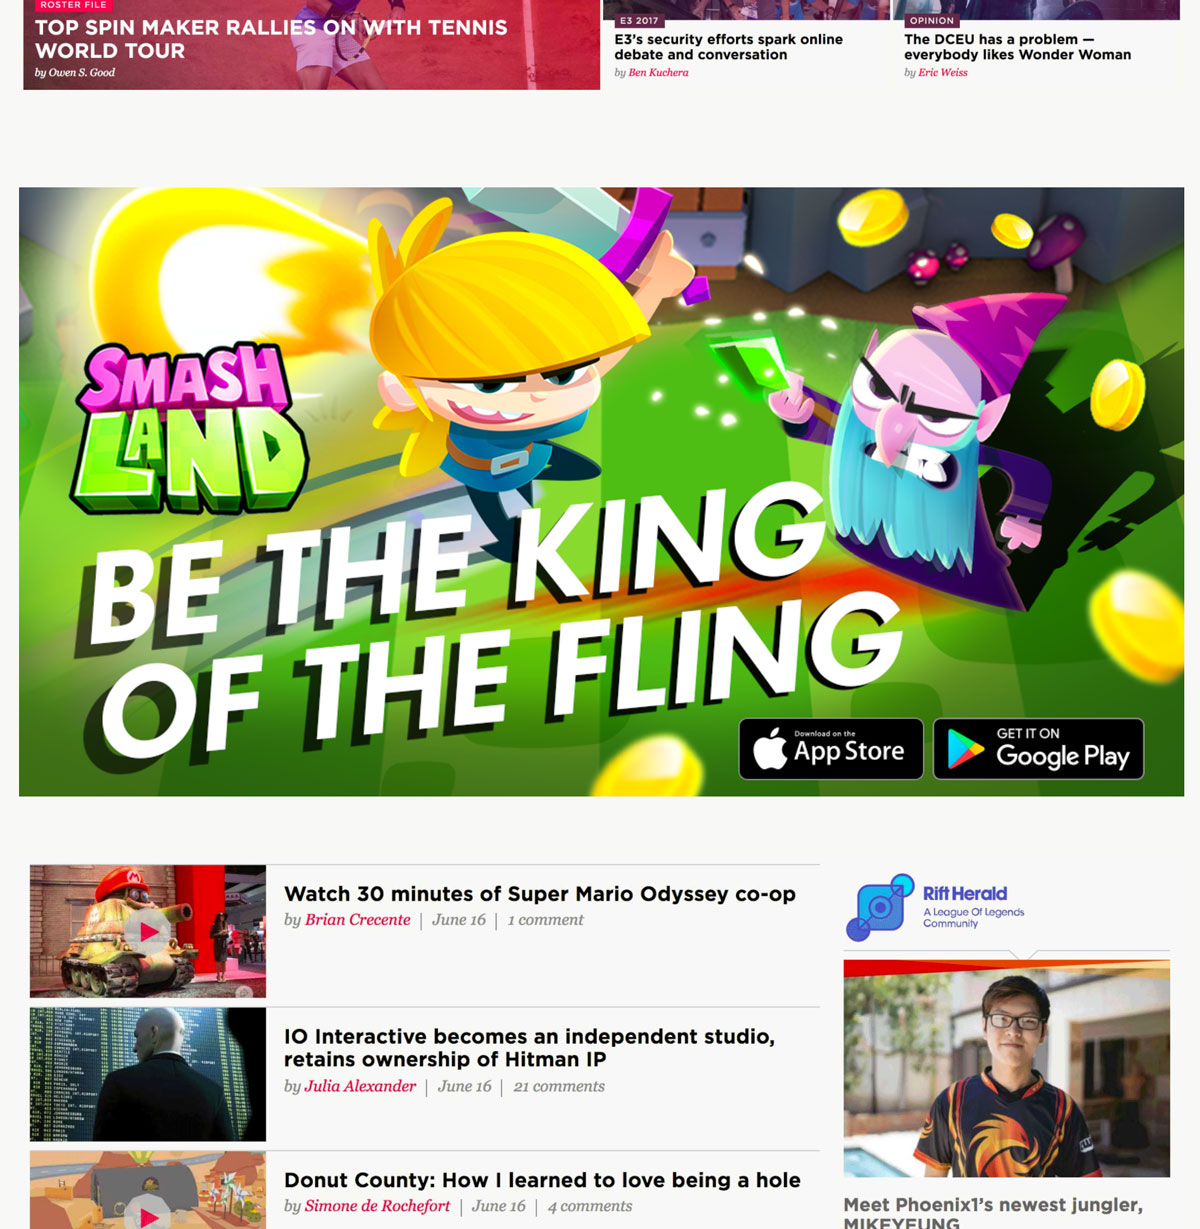 ROSTER FILE
TOP SPIN MAKER RALLIES ON WITH TENNIS
WORLD TOUR
by Owen S. Good
E3 2017
E3's security efforts spark online
debate and conversation
by Ben Kuchera
OPINION
The DCEU has a problem —
everybody likes Wonder Woman
by Eric Weiss
SMASH
LAND
BE THE KING
OF THE FLING
Download on the
App Store
GET IT ON
Google Play
Watch 30 minutes of Super Mario Odyssey co-op
by Brian Crecente | June 16 | 1 comment
IO Interactive becomes an independent studio,
retains ownership of Hitman IP
by Julia Alexander | June 16 | 21 comments
Donut County: How I learned to love being a hole
by Simone de Rochefort | June 16 | 4 comments
Rift Herald
A League Of Legends
Community
Meet Phoenix1's newest jungler,
MIKEYEUNG